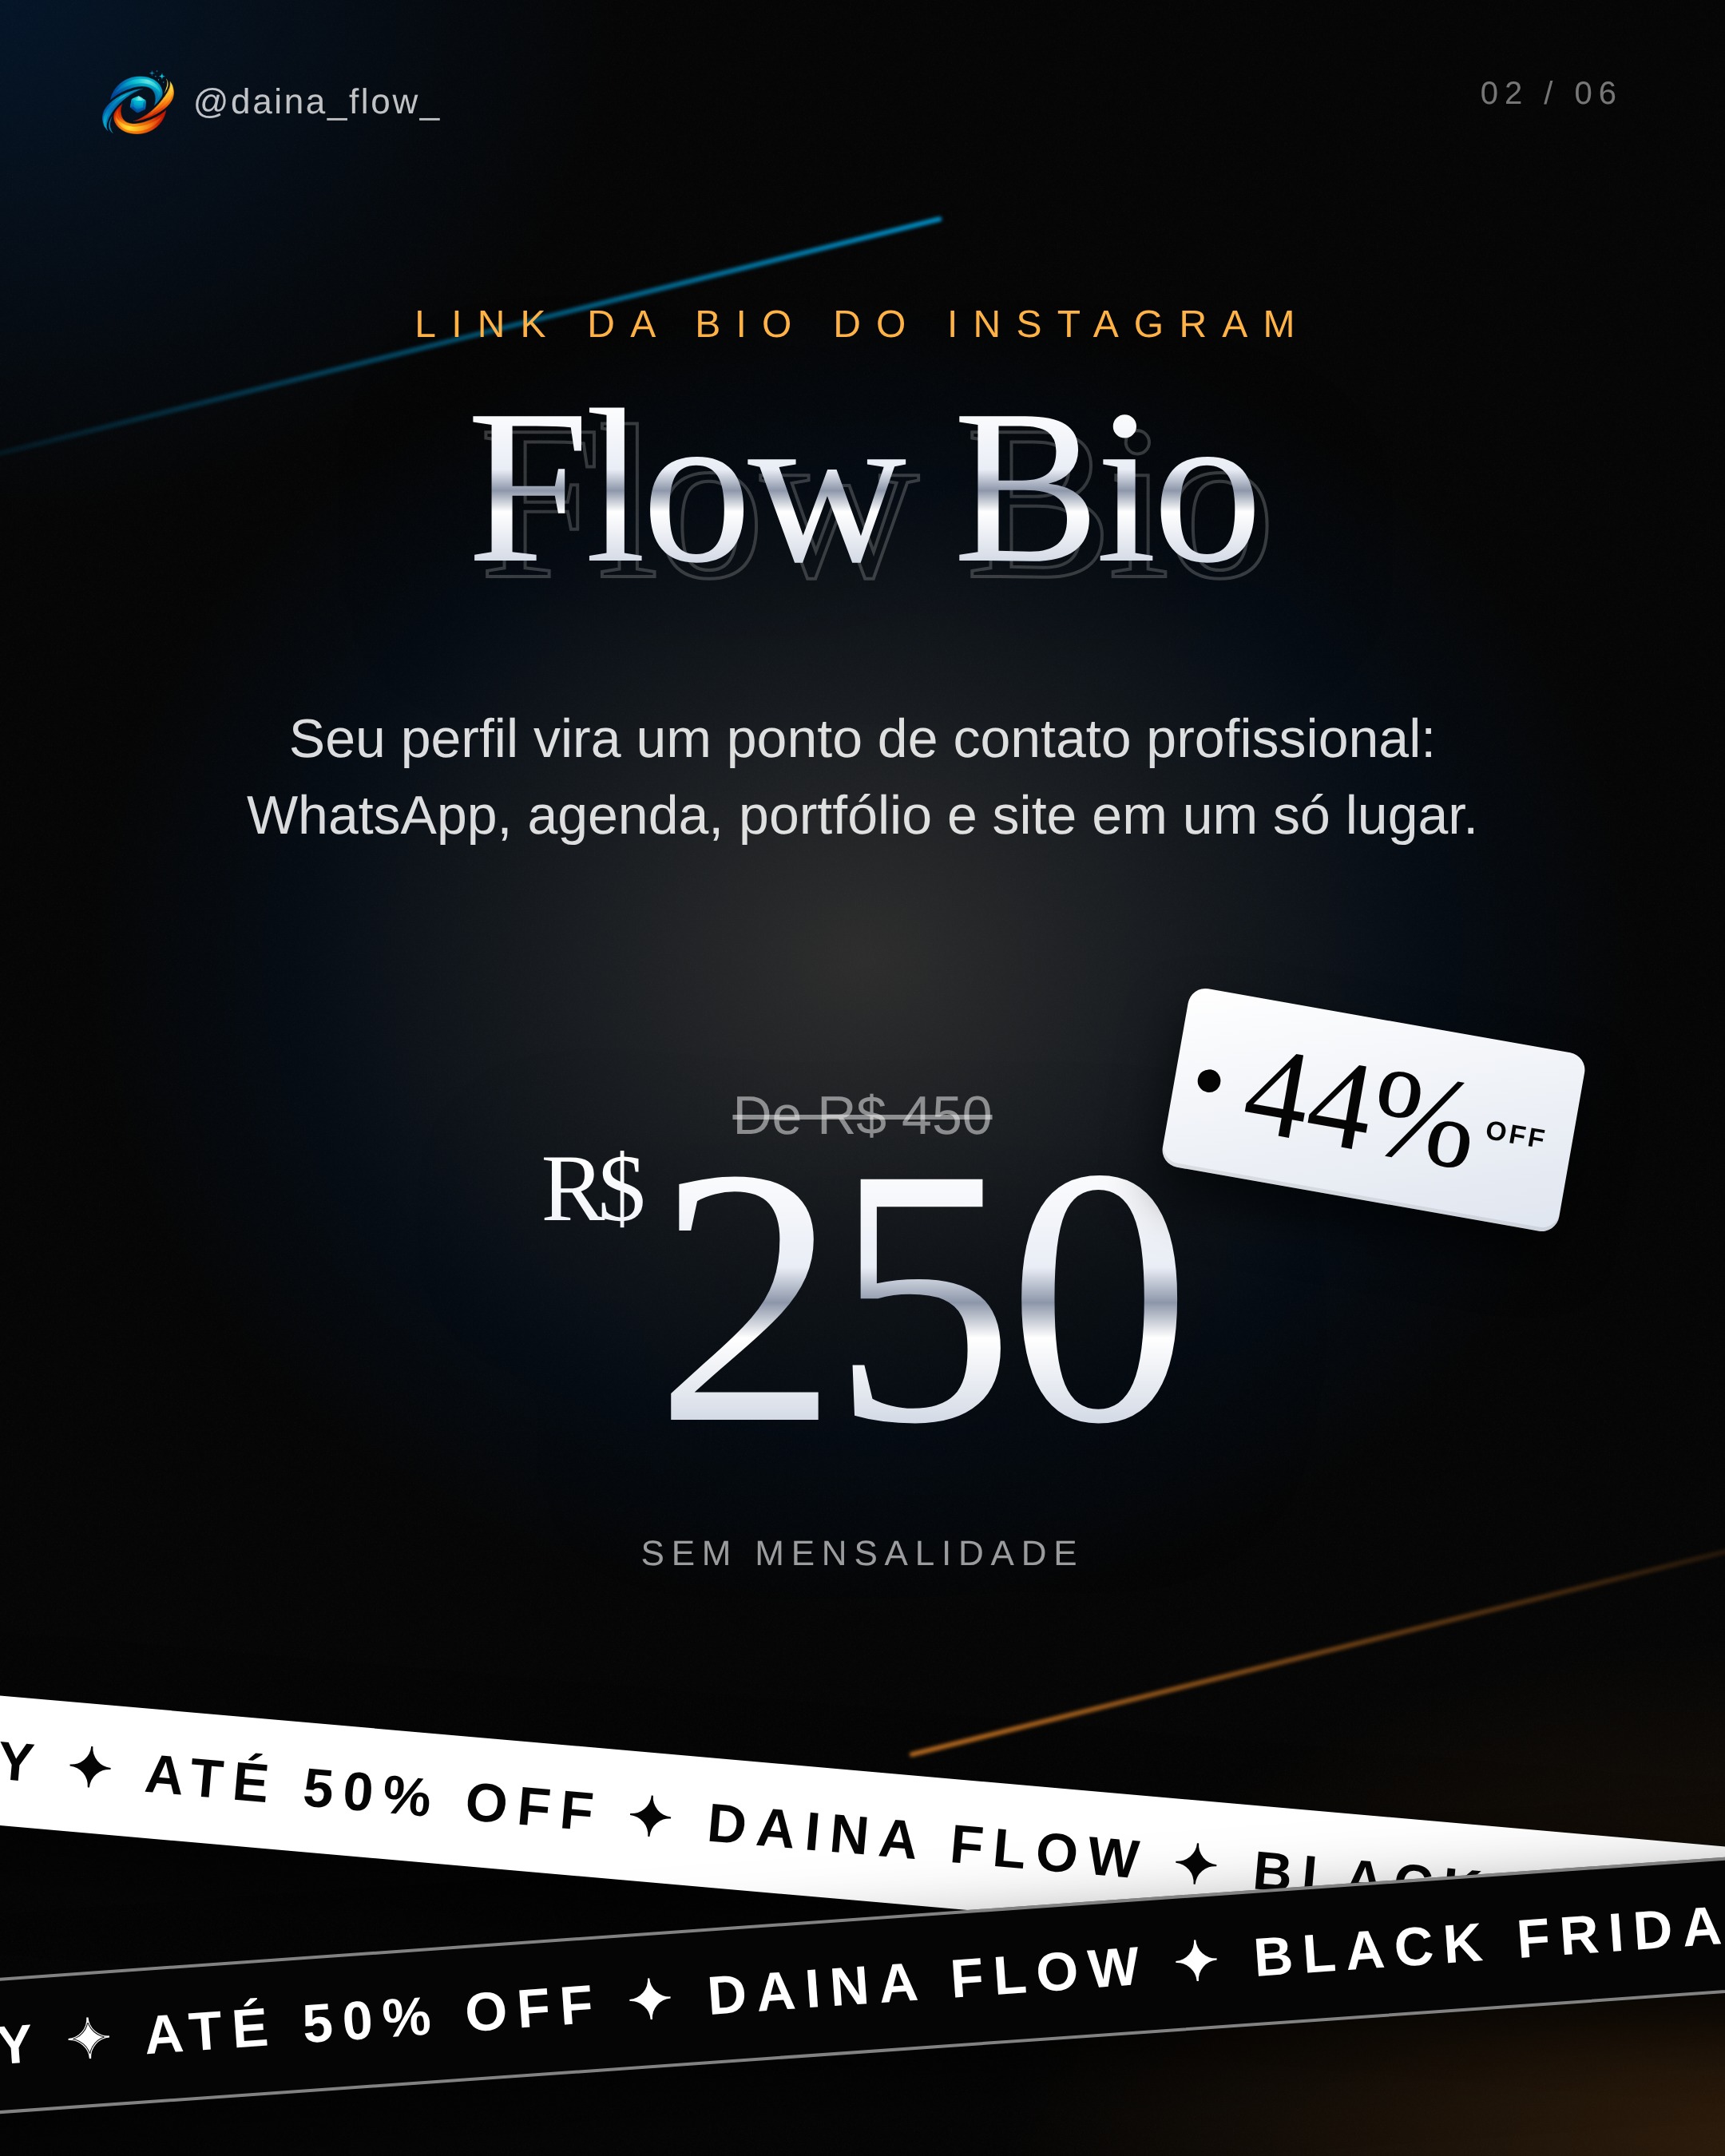 @daina_flow_
02 / 06
LINK DA BIO DO INSTAGRAM
Flow Bio
Seu perfil vira um ponto de contato profissional:
WhatsApp, agenda, portfólio e site em um só lugar.
44% OFF
De R$ 450
R$ 250
SEM MENSALIDADE
Y ✦ ATÉ 50% OFF ✦ DAINA FLOW ✦ BLACK
Y ✦ ATÉ 50% OFF ✦ DAINA FLOW ✦ BLACK FRIDA